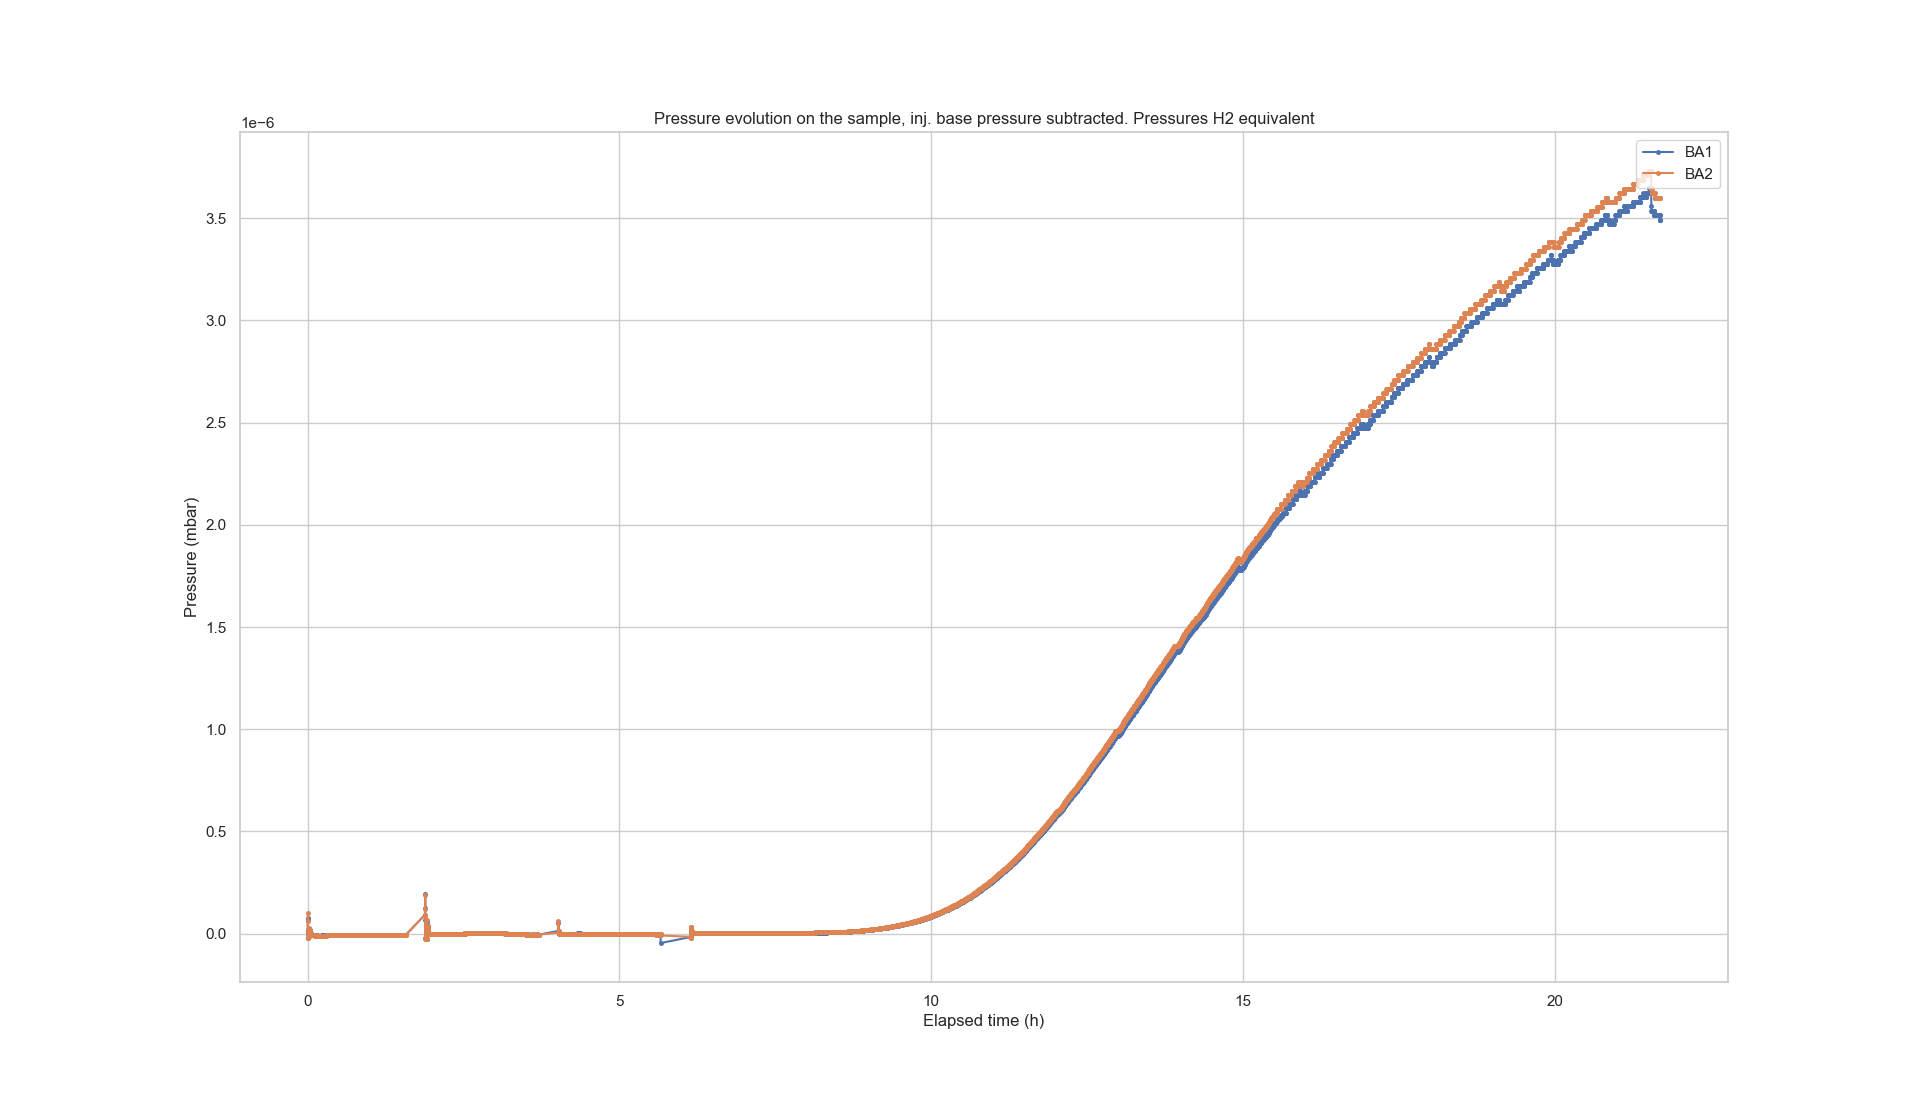 Pressure evolution on the sample, inj. base pressure subtracted. Pressures H2 equivalent
1e−6
BA1
BA2
3.5
3.0
2.5
2.0
1.5
1.0
0.5
0.0
Pressure (mbar)
0 5 10 15 20
Elapsed time (h)